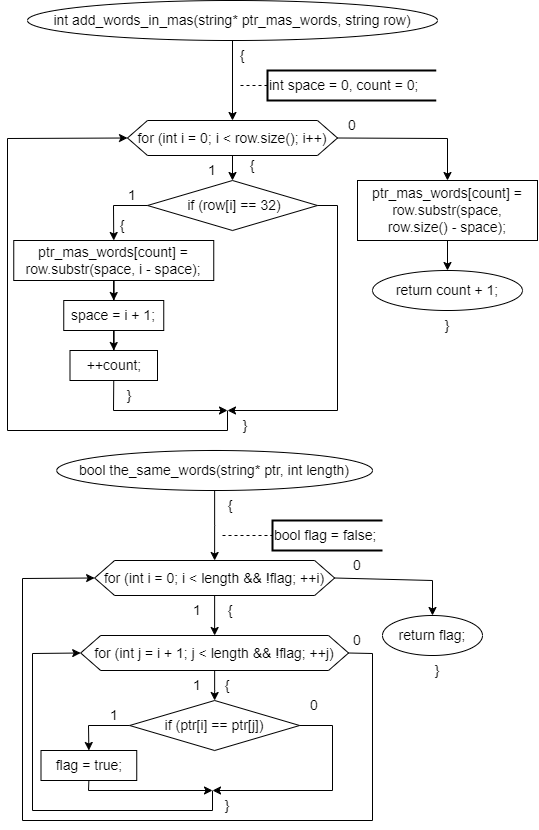 int add_words_in_mas(string* ptr_mas_words, string row)
{
int space = 0, count = 0;
for (int i = 0; i < row.size(); i++)
0
1
{
if (row[i] == 32)
1
{
ptr_mas_words[count] =
row.substr(space, i - space);
space = i + 1;
++count;
}
}
ptr_mas_words[count] =
row.substr(space,
row.size() - space);
return count + 1;
}
bool the_same_words(string* ptr, int length)
{
bool flag = false;
for (int i = 0; i < length && !flag; ++i)
0
1
{
return flag;
}
for (int j = i + 1; j < length && !flag; ++j)
0
1
{
if (ptr[i] == ptr[j])
1
0
flag = true;
}